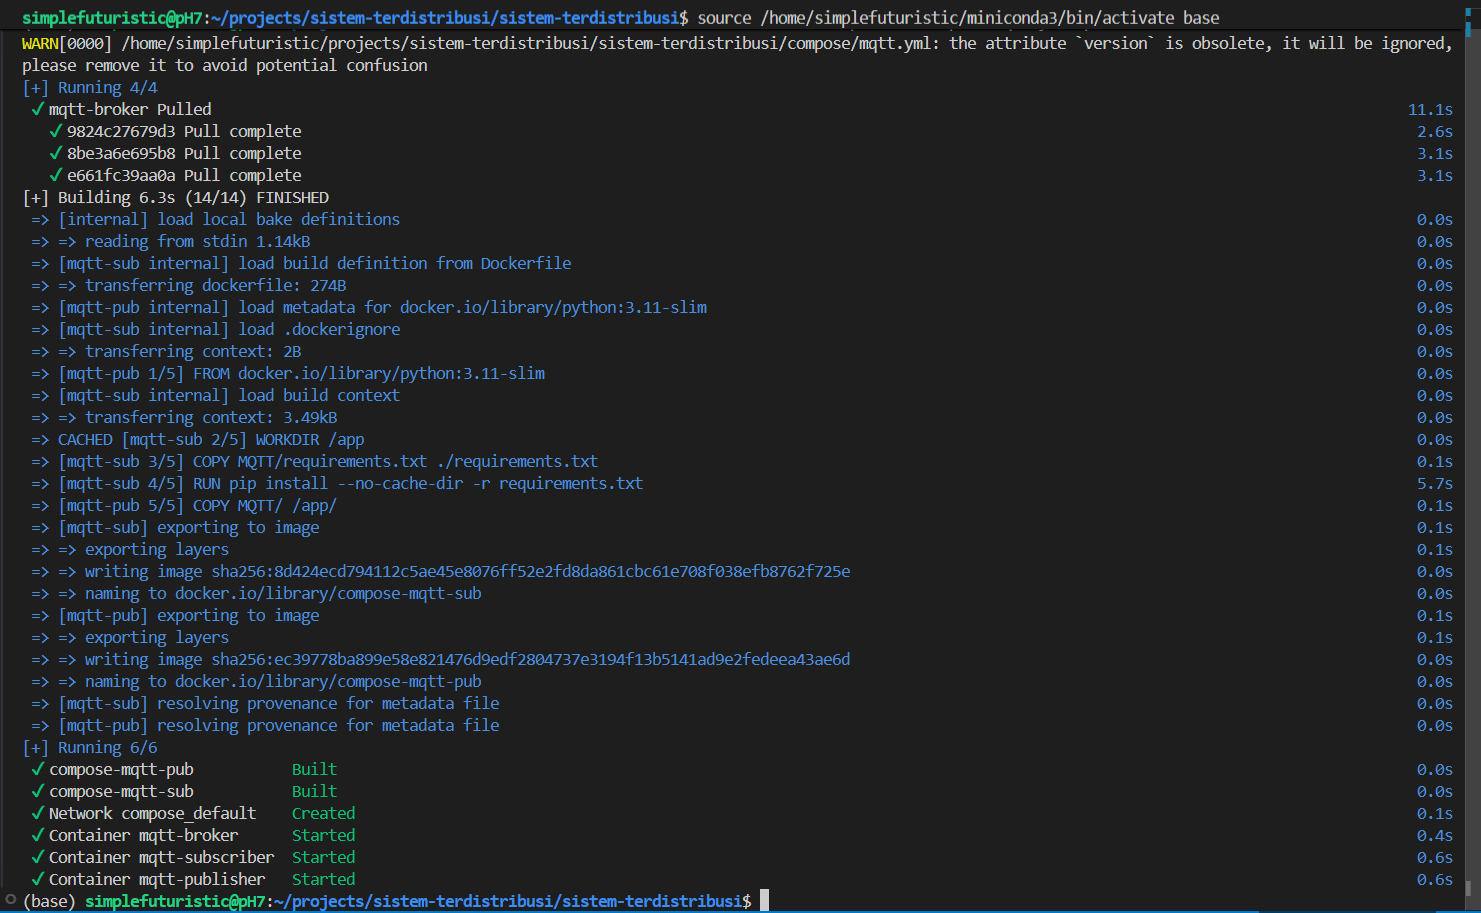 simplefuturistic@pH7:~/projects/sistem-terdistribusi/sistem-terdistribusi$ source /home/simplefuturistic/miniconda3/bin/activate base
WARN[0000] /home/simplefuturistic/projects/sistem-terdistribusi/sistem-terdistribusi/compose/mqtt.yml: the attribute `version` is obsolete, it will be ignored,
please remove it to avoid potential confusion
[+] Running 4/4
✓ mqtt-broker Pulled 11.1s
✓ 9824c27679d3 Pull complete 2.6s
✓ 8be3a6e695b8 Pull complete 3.1s
✓ e661fc39aa0a Pull complete 3.1s
[+] Building 6.3s (14/14) FINISHED
=> [internal] load local bake definitions 0.0s
=> => reading from stdin 1.14kB 0.0s
=> [mqtt-sub internal] load build definition from Dockerfile 0.0s
=> => transferring dockerfile: 274B 0.0s
=> [mqtt-pub internal] load metadata for docker.io/library/python:3.11-slim 0.0s
=> [mqtt-sub internal] load .dockerignore 0.0s
=> => transferring context: 2B 0.0s
=> [mqtt-pub 1/5] FROM docker.io/library/python:3.11-slim 0.0s
=> [mqtt-sub internal] load build context 0.0s
=> => transferring context: 3.49kB 0.0s
=> CACHED [mqtt-sub 2/5] WORKDIR /app 0.0s
=> [mqtt-sub 3/5] COPY MQTT/requirements.txt ./requirements.txt 0.1s
=> [mqtt-sub 4/5] RUN pip install --no-cache-dir -r requirements.txt 5.7s
=> [mqtt-pub 5/5] COPY MQTT/ /app/ 0.1s
=> [mqtt-sub] exporting to image 0.1s
=> => exporting layers 0.1s
=> => writing image sha256:8d424ecd794112c5ae45e8076ff52e2fd8da861cbc61e708f038efb8762f725e 0.0s
=> => naming to docker.io/library/compose-mqtt-sub 0.0s
=> [mqtt-pub] exporting to image 0.1s
=> => exporting layers 0.1s
=> => writing image sha256:ec39778ba899e58e821476d9edf2804737e3194f13b5141ad9e2fedeea43ae6d 0.0s
=> => naming to docker.io/library/compose-mqtt-pub 0.0s
=> [mqtt-sub] resolving provenance for metadata file 0.0s
=> [mqtt-pub] resolving provenance for metadata file 0.0s
[+] Running 6/6
✓ compose-mqtt-pub Built 0.0s
✓ compose-mqtt-sub Built 0.0s
✓ Network compose_default Created 0.1s
✓ Container mqtt-broker Started 0.4s
✓ Container mqtt-subscriber Started 0.6s
✓ Container mqtt-publisher Started 0.6s
(base) simplefuturistic@pH7:~/projects/sistem-terdistribusi/sistem-terdistribusi$